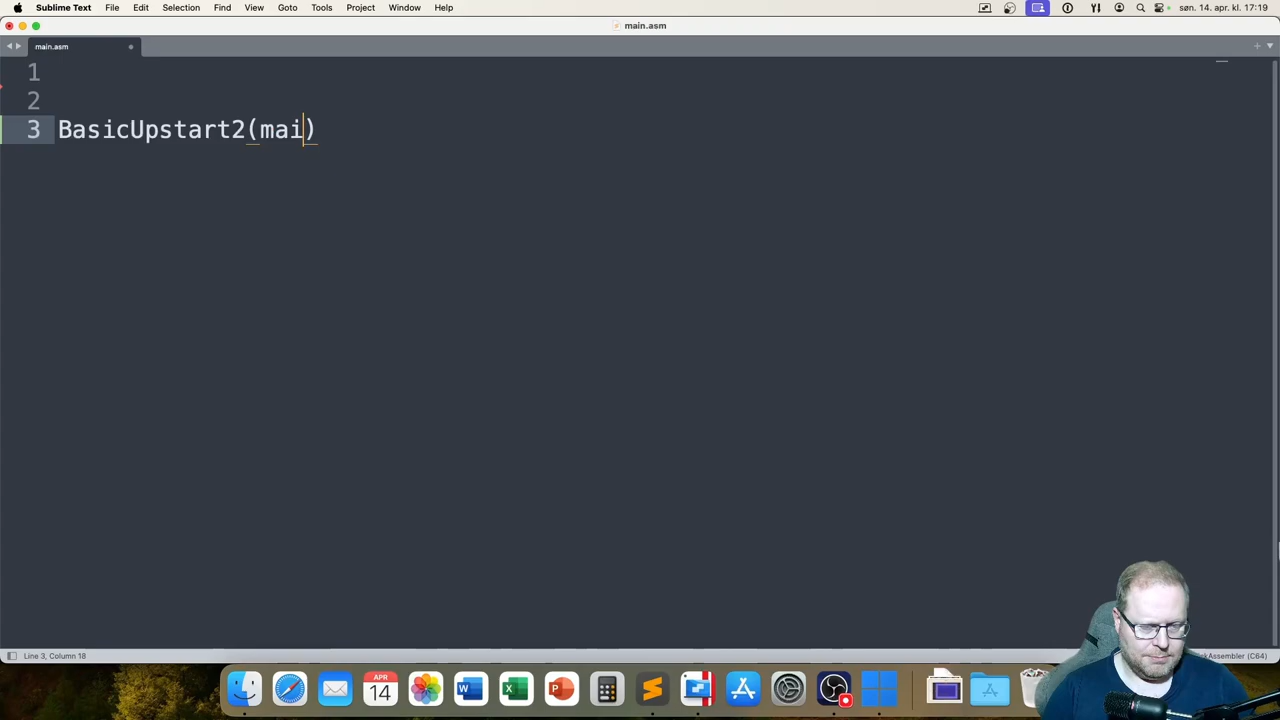 Sublime Text File Edit Selection Find View Goto Tools Project Window Help søn. 14. apr. kl. 17:19
main.asm
main.asm
1
2
3 BasicUpstart2(mai)
Line 3, Column 18
Assembler (C64)
APR
14